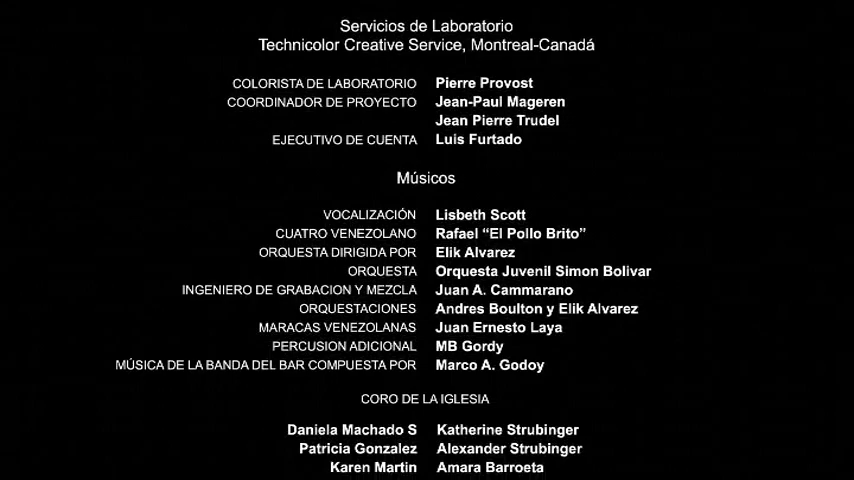 Servicios de Laboratorio
Technicolor Creative Service, Montreal-Canadá
COLORISTA DE LABORATORIO Pierre Provost
COORDINADOR DE PROYECTO Jean-Paul Mageren
Jean Pierre Trudel
EJECUTIVO DE CUENTA Luis Furtado
Músicos
VOCALIZACIÓN Lisbeth Scott
CUATRO VENEZOLANO Rafael “El Pollo Brito”
ORQUESTA DIRIGIDA POR Elik Alvarez
ORQUESTA Orquesta Juvenil Simon Bolivar
INGENIERO DE GRABACION Y MEZCLA Juan A. Cammarano
ORQUESTACIONES Andres Boulton y Elik Alvarez
MARACAS VENEZOLANAS Juan Ernesto Laya
PERCUSION ADICIONAL MB Gordy
MÚSICA DE LA BANDA DEL BAR COMPUESTA POR Marco A. Godoy
CORO DE LA IGLESIA
Daniela Machado S Katherine Strubinger
Patricia Gonzalez Alexander Strubinger
Karen Martin Amara Barroeta